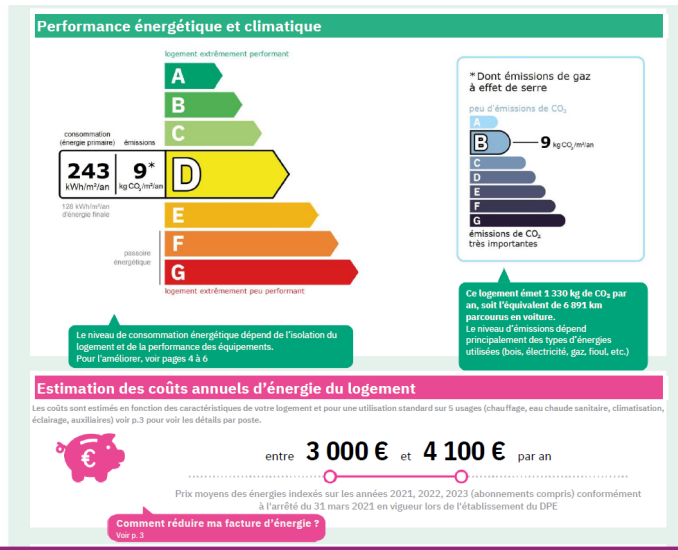 Performance énergétique et climatique
logement extrêmement performant
A
B
C
consommation
(énergie primaire)
émissions
243
kWh/m²/an
9*
kg CO₂/m²/an
D
128 kWh/m²/an
d'énergie finale
E
passoire
énergétique
F
G
logement extrêmement peu performant
*Dont émissions de gaz
à effet de serre
peu d'émissions de CO₂
A
B
9 kg CO₂/m²/an
C
D
E
F
G
émissions de CO₂
très importantes
Le niveau de consommation énergétique dépend de l'isolation du
logement et de la performance des équipements.
Pour l'améliorer, voir pages 4 à 6
Ce logement émet 1 330 kg de CO₂ par
an, soit l'équivalent de 6 891 km
parcourus en voiture.
Le niveau d'émissions dépend
principalement des types d'énergies
utilisées (bois, électricité, gaz, fioul, etc.)
Estimation des coûts annuels d'énergie du logement
Les coûts sont estimés en fonction des caractéristiques de votre logement et pour une utilisation standard sur 5 usages (chauffage, eau chaude sanitaire, climatisation,
éclairage, auxiliaires) voir p.3 pour voir les détails par poste.
€
entre 3 000 € et 4 100 € par an
Prix moyens des énergies indexés sur les années 2021, 2022, 2023 (abonnements compris) conformément
à l'arrêté du 31 mars 2021 en vigueur lors de l'établissement du DPE
Comment réduire ma facture d'énergie ?
Voir p. 3